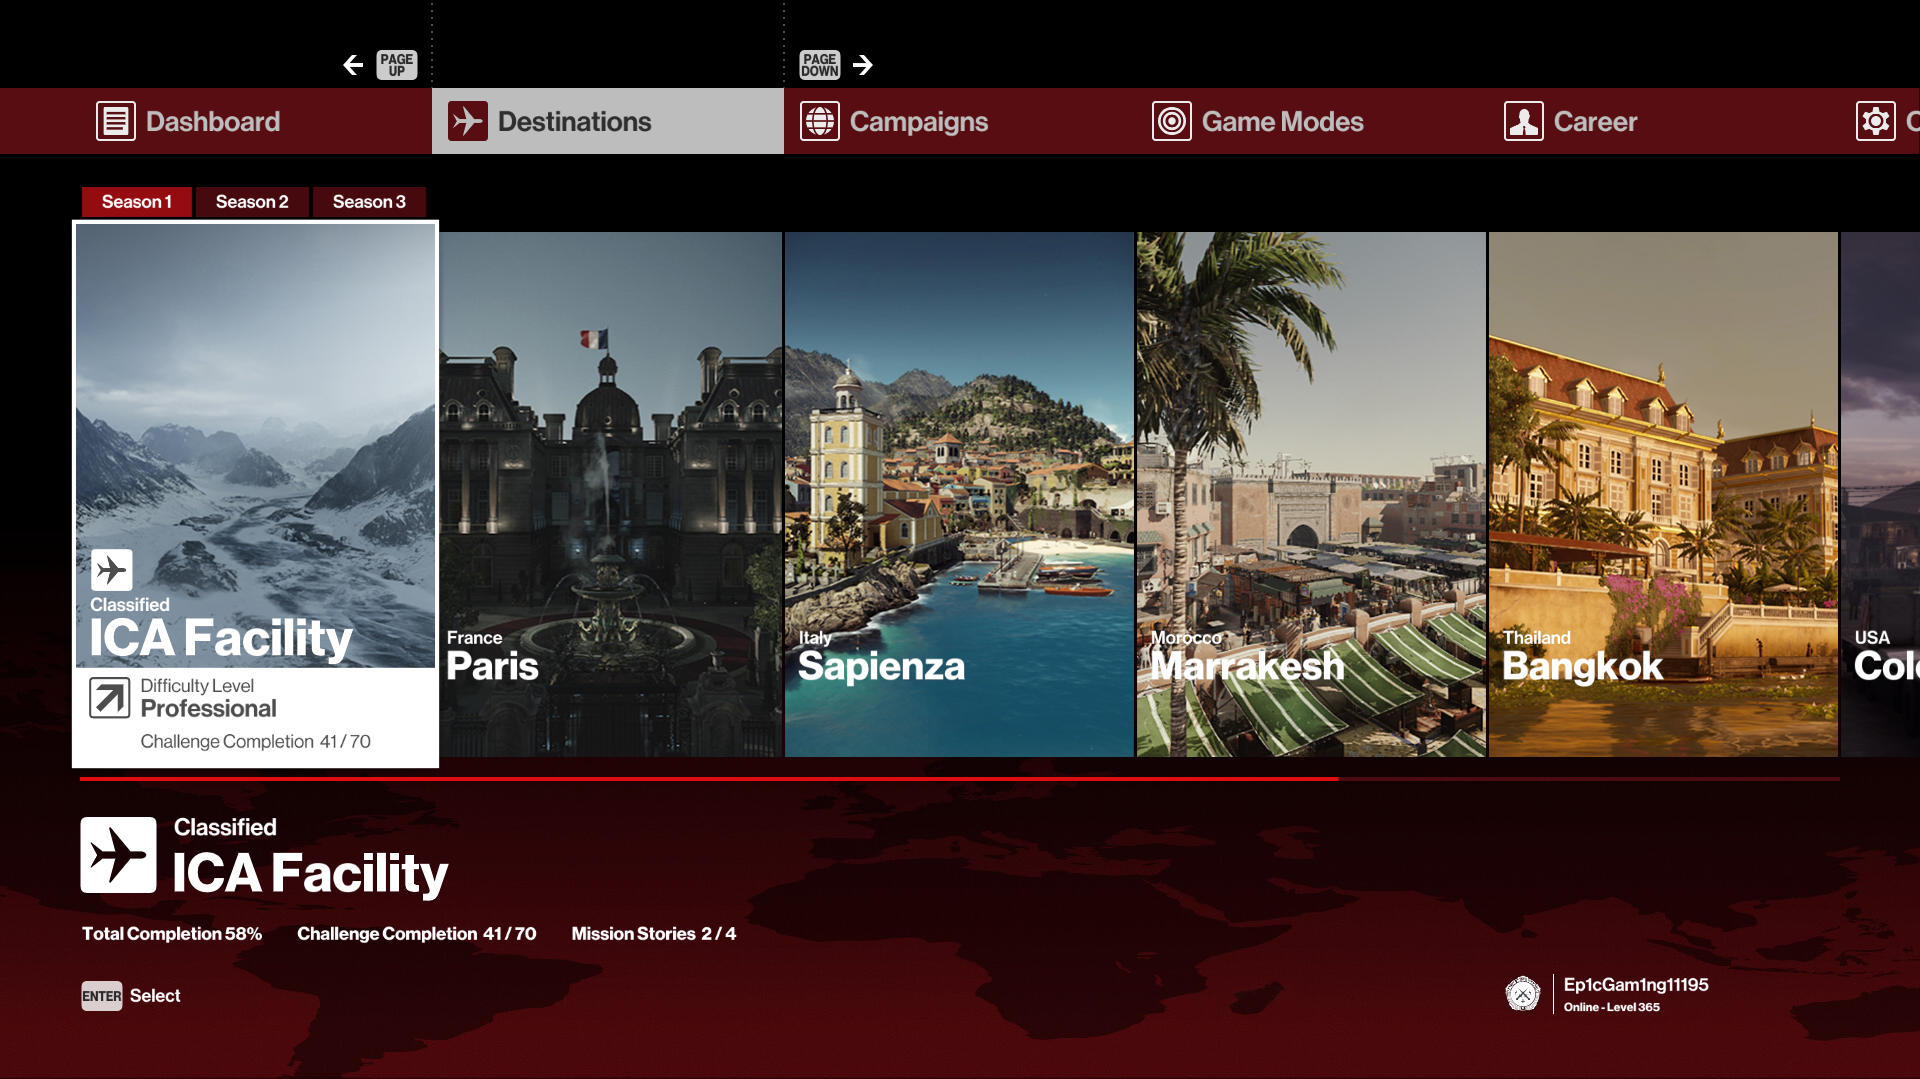 PAGE UP
PAGE DOWN
Dashboard
Destinations
Campaigns
Game Modes
Career
Season 1
Season 2
Season 3
Classified
ICA Facility
Difficulty Level
Professional
Challenge Completion 41 / 70
France
Paris
Italy
Sapienza
Morocco
Marrakesh
Thailand
Bangkok
USA
Colo
Classified
ICA Facility
Total Completion 58%
Challenge Completion 41 / 70
Mission Stories 2 / 4
ENTER Select
Ep1cGam1ng11195
Online - Level 365